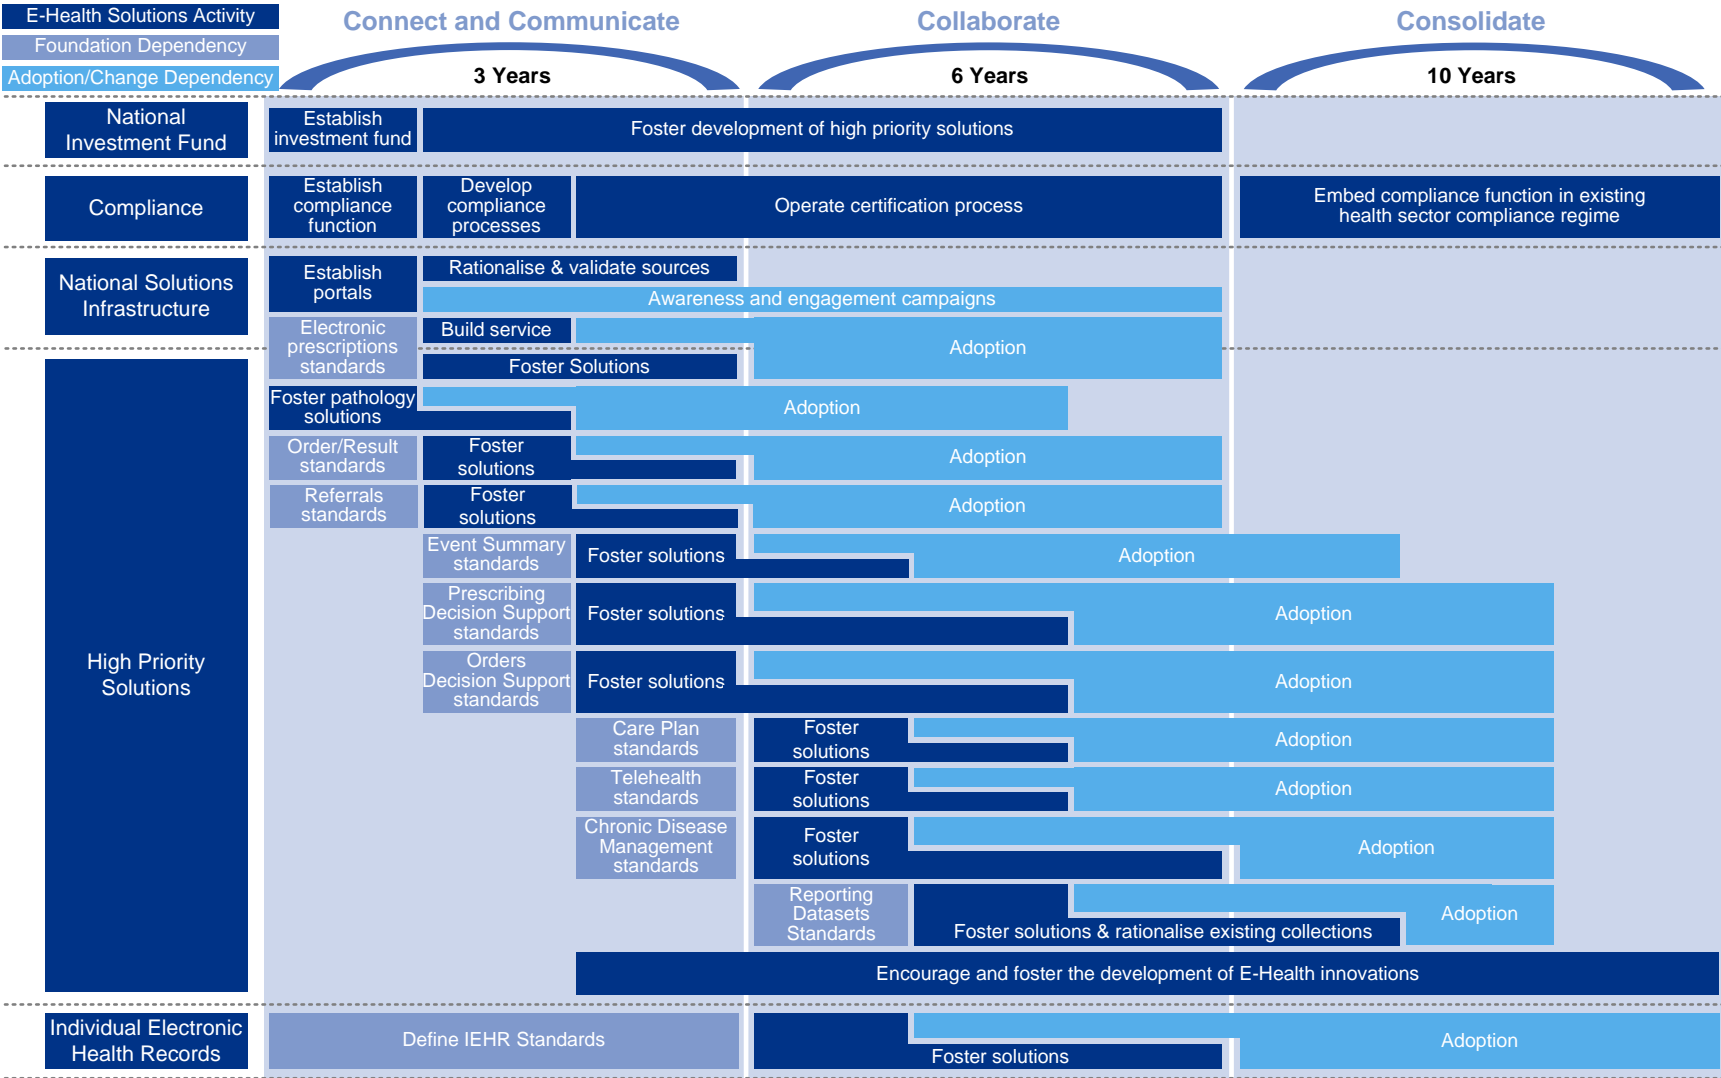 E-Health Solutions Activity
Foundation Dependency
Adoption/Change Dependency
Connect and Communicate
Collaborate
Consolidate
3 Years
6 Years
10 Years
National
Investment Fund
Establish
investment fund
Foster development of high priority solutions
Compliance
Establish
compliance
function
Develop
compliance
processes
Operate certification process
Embed compliance function in existing
health sector compliance regime
National Solutions
Infrastructure
Establish
portals
Rationalise & validate sources
Awareness and engagement campaigns
Electronic
prescriptions
standards
Build service
Adoption
Foster Solutions
High Priority
Solutions
Foster pathology
solutions
Adoption
Order/Result
standards
Foster
solutions
Adoption
Referrals
standards
Foster
solutions
Adoption
Event Summary
standards
Foster solutions
Adoption
Prescribing
Decision Support
standards
Foster solutions
Adoption
Orders
Decision Support
standards
Foster solutions
Adoption
Care Plan
standards
Foster
solutions
Adoption
Telehealth
standards
Foster
solutions
Adoption
Chronic Disease
Management
standards
Foster
solutions
Adoption
Reporting
Datasets
Standards
Foster solutions & rationalise existing collections
Adoption
Encourage and foster the development of E-Health innovations
Individual Electronic
Health Records
Define IEHR Standards
Foster solutions
Adoption